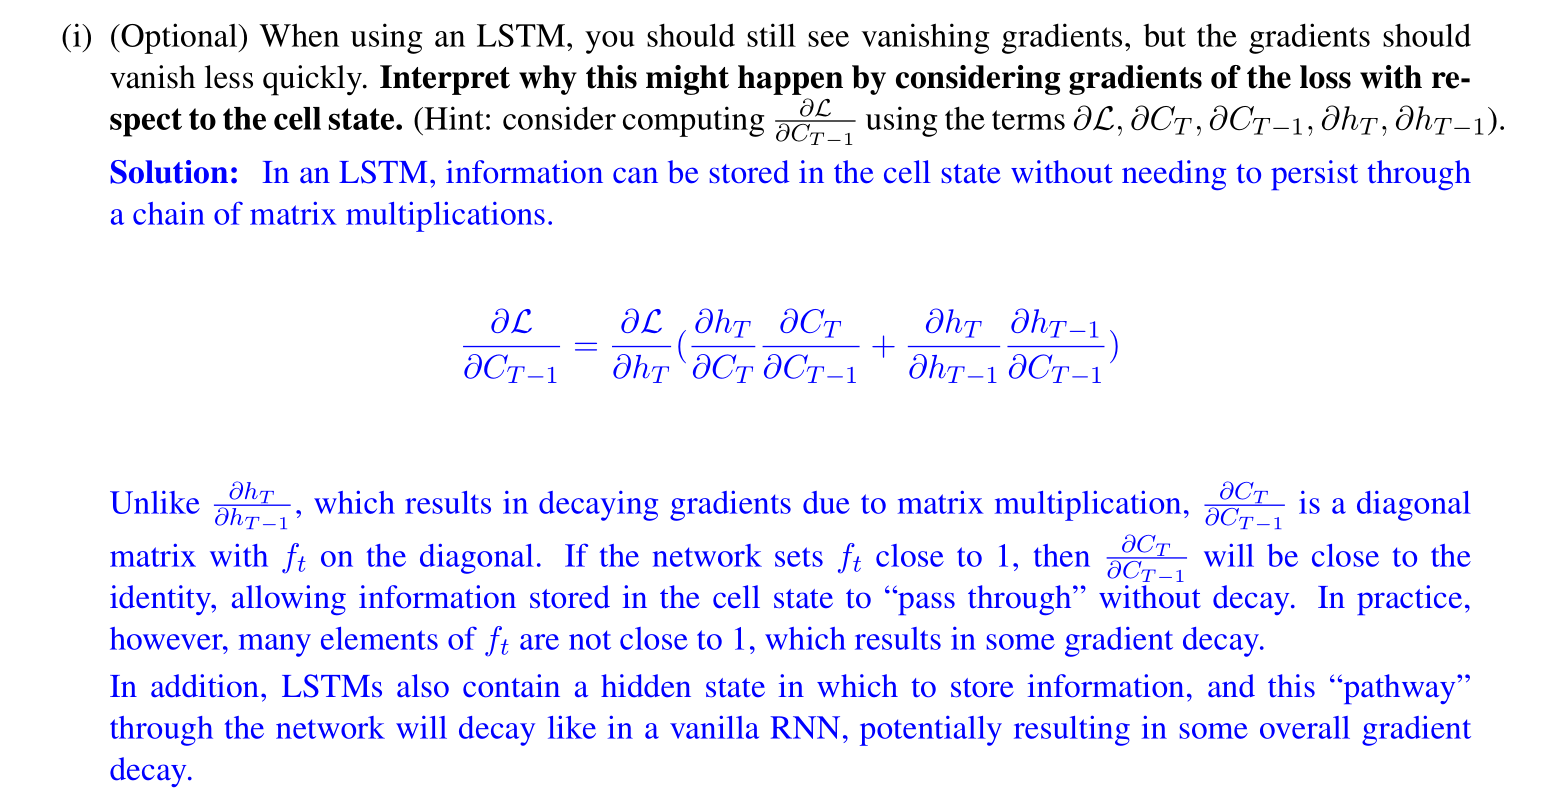 (i) (Optional) When using an LSTM, you should still see vanishing gradients, but the gradients should
vanish less quickly. Interpret why this might happen by considering gradients of the loss with re-
spect to the cell state. (Hint: consider computing $\frac{\partial \mathcal{L}}{\partial C_{T-1}}$ using the terms $\partial \mathcal{L}, \partial C_T, \partial C_{T-1}, \partial h_T, \partial h_{T-1}$).
Solution: In an LSTM, information can be stored in the cell state without needing to persist through
a chain of matrix multiplications.
$\frac{\partial \mathcal{L}}{\partial C_{T-1}} = \frac{\partial \mathcal{L}}{\partial h_T} ( \frac{\partial h_T}{\partial C_T} \frac{\partial C_T}{\partial C_{T-1}} + \frac{\partial h_T}{\partial h_{T-1}} \frac{\partial h_{T-1}}{\partial C_{T-1}} )$
Unlike $\frac{\partial h_T}{\partial h_{T-1}}$, which results in decaying gradients due to matrix multiplication, $\frac{\partial C_T}{\partial C_{T-1}}$ is a diagonal
matrix with $f_t$ on the diagonal. If the network sets $f_t$ close to 1, then $\frac{\partial C_T}{\partial C_{T-1}}$ will be close to the
identity, allowing information stored in the cell state to “pass through” without decay. In practice,
however, many elements of $f_t$ are not close to 1, which results in some gradient decay.
In addition, LSTMs also contain a hidden state in which to store information, and this “pathway”
through the network will decay like in a vanilla RNN, potentially resulting in some overall gradient
decay.